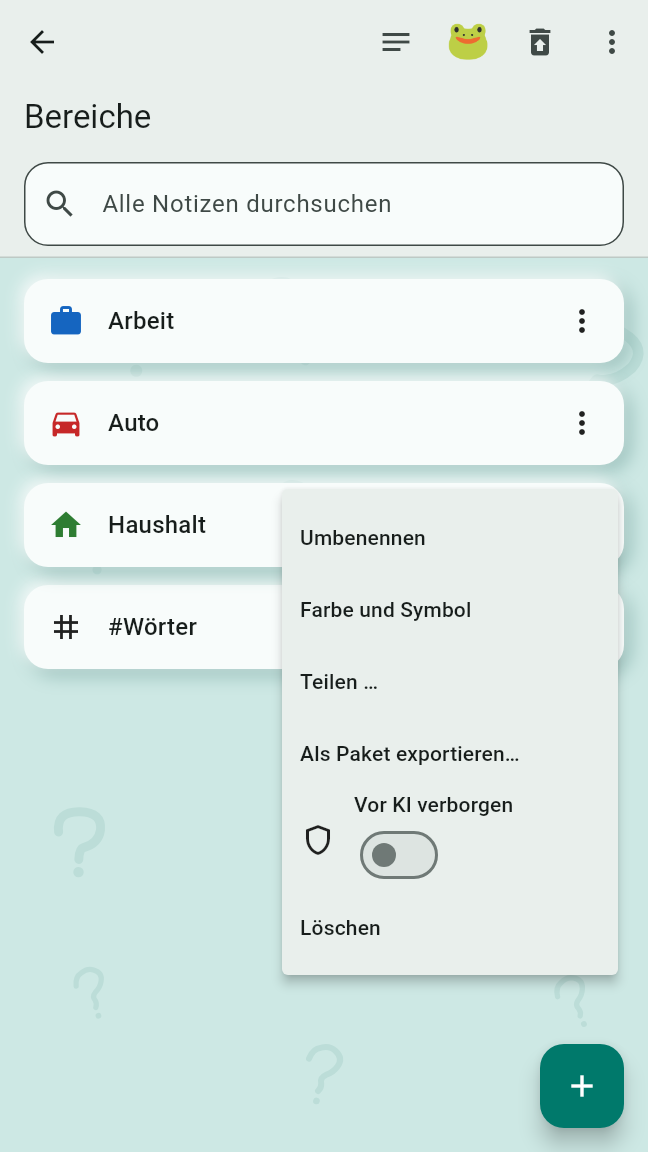 Bereiche
Alle Notizen durchsuchen
Arbeit
Auto
Haushalt
#Wörter
Umbenennen
Farbe und Symbol
Teilen …
Als Paket exportieren…
Vor KI verborgen
Löschen